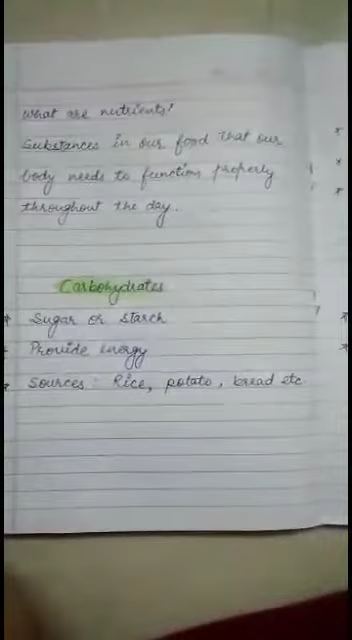 what are nutrients?
Substances in our food that our
body needs to function properly
throughout the day.
Carbohydrates
* Sugar or starch
* Provide energy
* Sources: Rice, potato, bread etc